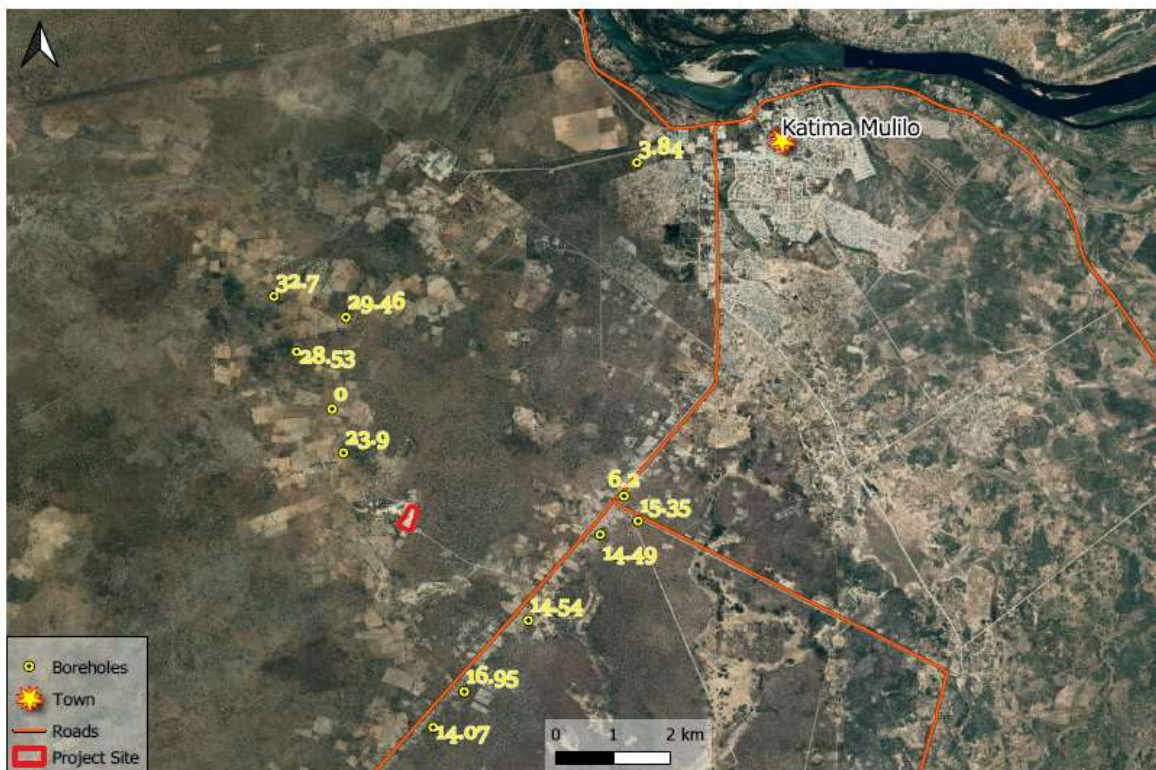 Katima Mulilo
3.84
32.7
29.46
28.53
0
23.9
6.2
15.35
14.49
14.54
16.95
14.07
Boreholes
Town
Roads
Project Site
0 1 2 km